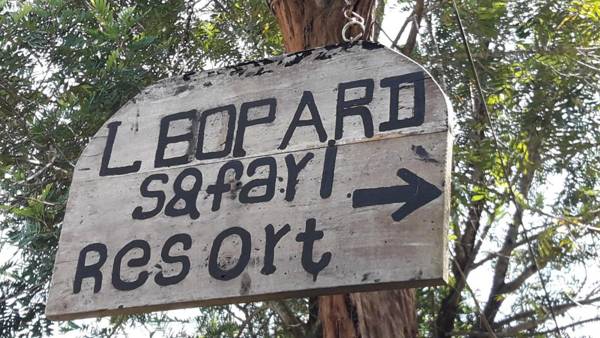 LEOPARD
safari →
Resort